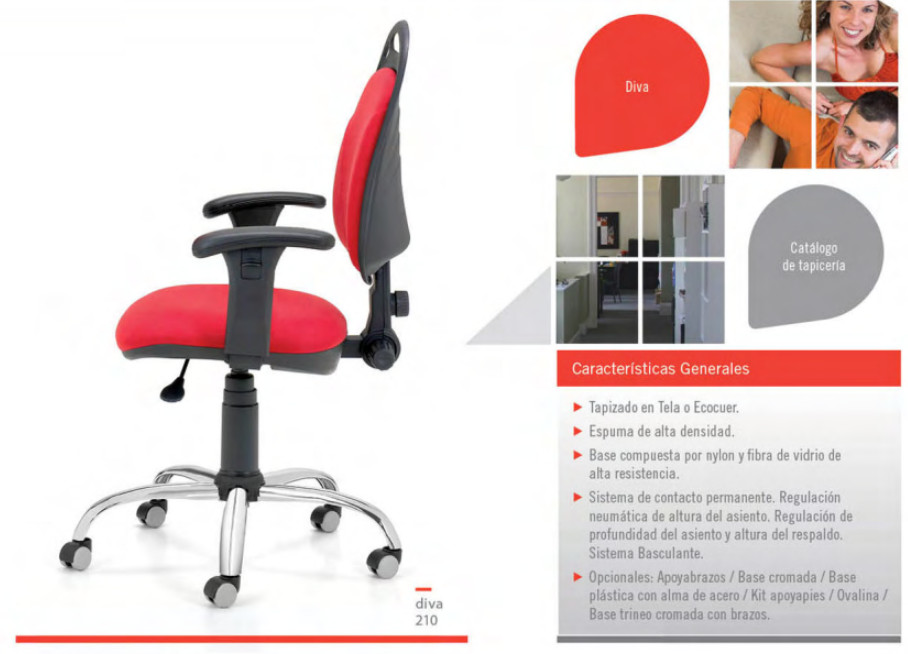 Diva
Catálogo
de tapicería
Características Generales
Tapizado en Tela o Ecocuer.
Espuma de alta densidad.
Base compuesta por nylon y fibra de vidrio de
alta resistencia.
Sistema de contacto permanente. Regulación
neumática de altura del asiento. Regulación de
profundidad del asiento y altura del respaldo.
Sistema Basculante.
Opcionales: Apoyabrazos / Base cromada / Base
plástica con alma de acero / Kit apoyapies / Ovalina /
Base trineo cromada con brazos.
diva
210